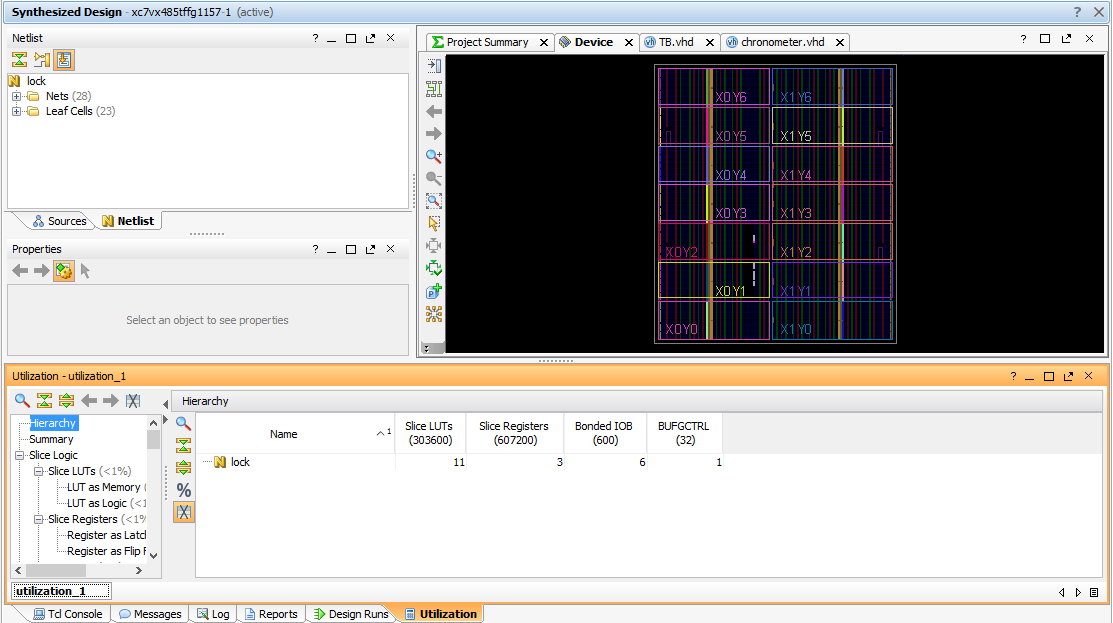 Synthesized Design - xc7vx485tffg1157-1 (active)
Netlist
lock
Nets (28)
Leaf Cells (23)
Sources
Netlist
Properties
Select an object to see properties
Project Summary
Device
TB.vhd
chronometer.vhd
X0Y6 X1Y6
X0Y5 X1Y5
X0Y4 X1Y4
X0Y3 X1Y3
X0Y2 X1Y2
X0Y1 X1Y1
X0Y0 X1Y0
Utilization - utilization_1
Hierarchy
Summary
Slice Logic
Slice LUTs (<1%)
LUT as Memory (
LUT as Logic (<1
Slice Registers (<1%
Register as Latch
Register as Flip F
Hierarchy
Name 1 Slice LUTs (303600) Slice Registers (607200) Bonded IOB (600) BUFGCTRL (32)
lock 11 3 6 1
utilization_1
Tcl Console Messages Log Reports Design Runs Utilization